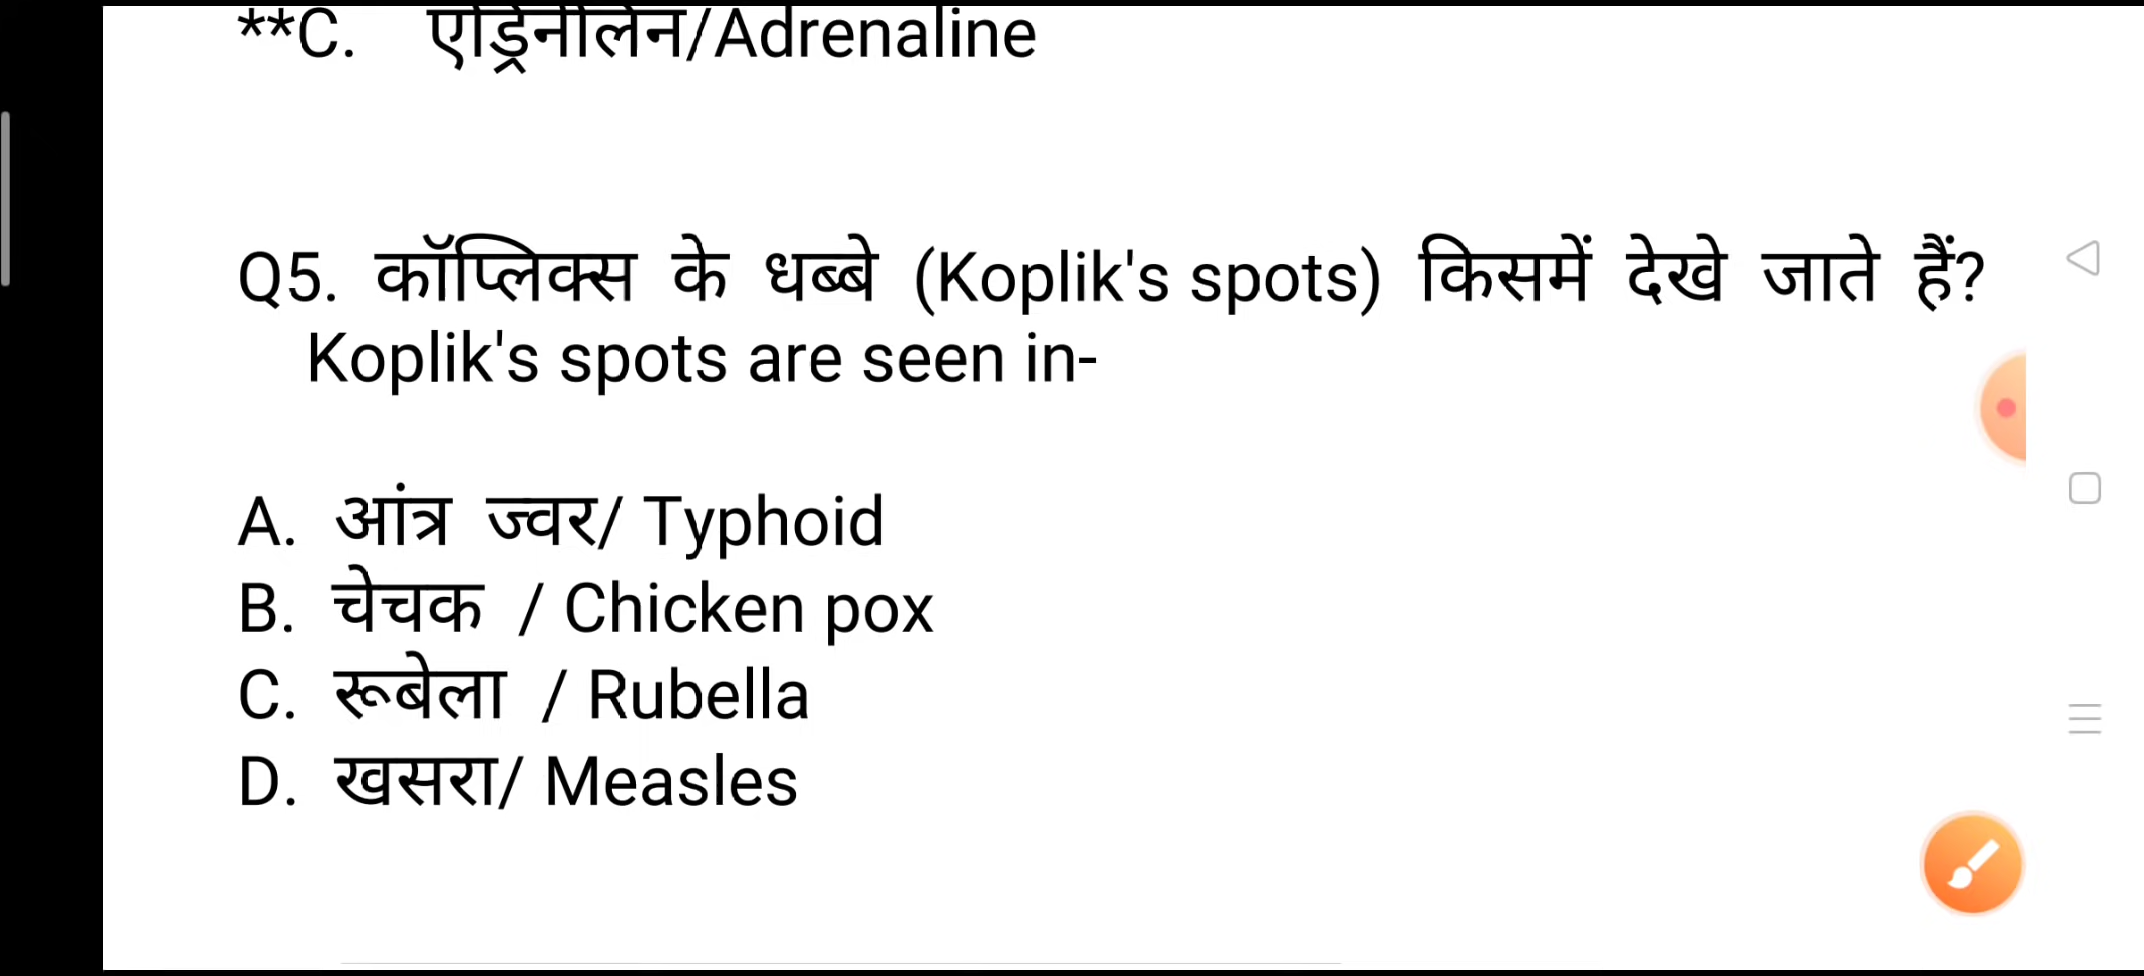 **C. एड्रिनलिन/Adrenaline
Q5. कॉप्लिक्स के धब्बे (Koplik's spots) किसमें देखे जाते हैं?
Koplik's spots are seen in-
A. आंत्र ज्वर/ Typhoid
B. चेचक / Chicken pox
C. रूबेला / Rubella
D. खसरा/ Measles